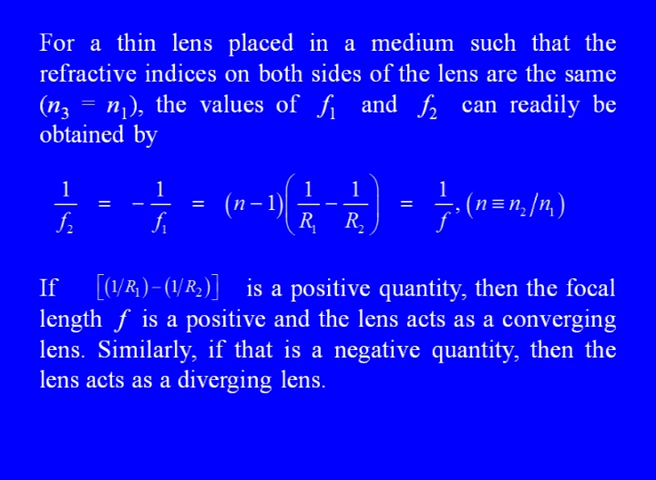 For a thin lens placed in a medium such that the
refractive indices on both sides of the lens are the same
(n₃ = n₁), the values of f₁ and f₂ can readily be
obtained by
1/f₂ = −1/f₁ = (n−1)(1/R₁ − 1/R₂) = 1/f, (n≡n₂/n₁)
If [(1/R₁)−(1/R₂)] is a positive quantity, then the focal
length f is a positive and the lens acts as a converging
lens. Similarly, if that is a negative quantity, then the
lens acts as a diverging lens.